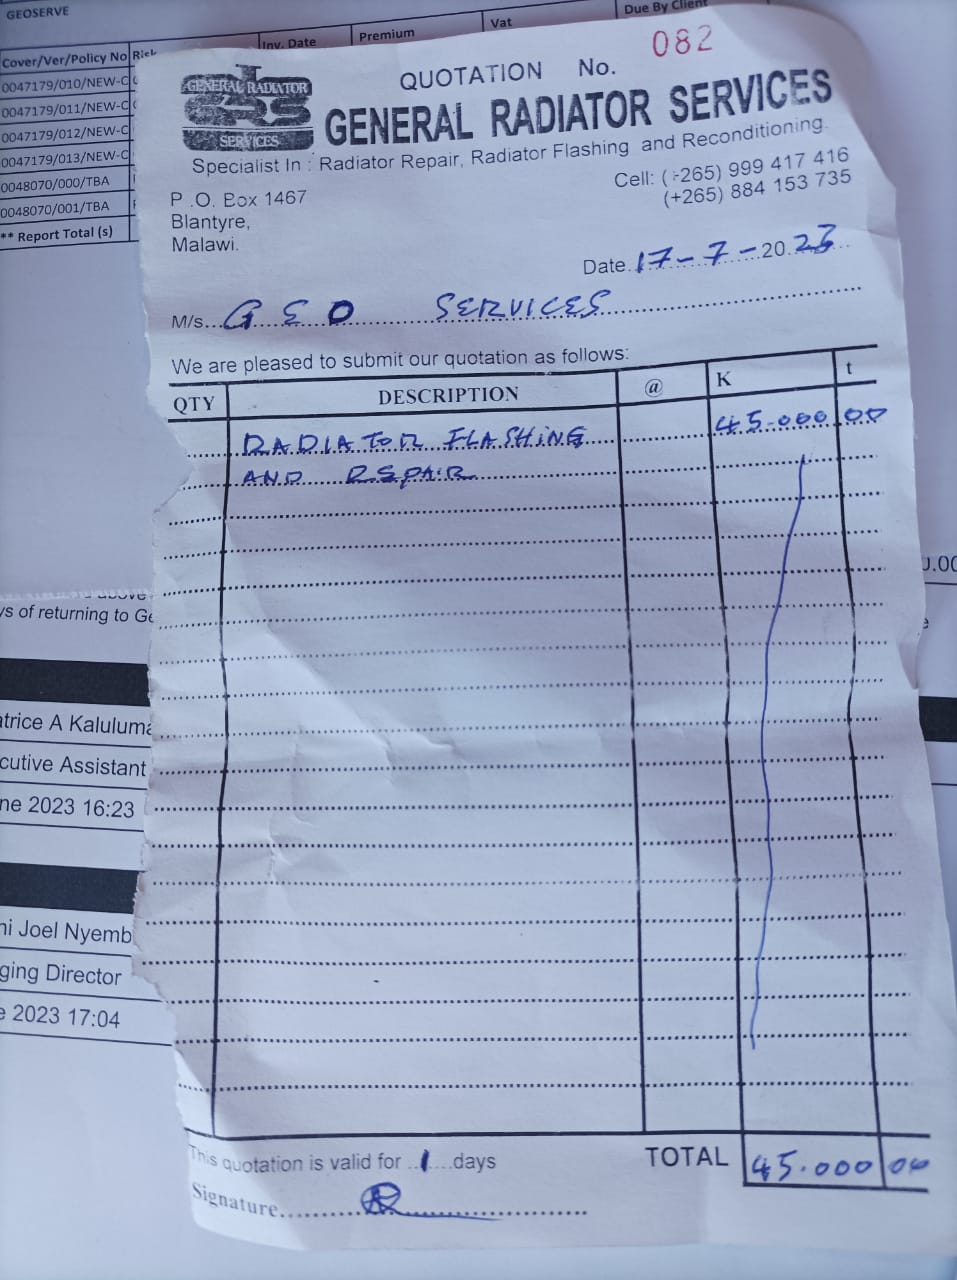 GEOSERVE
Inv. Date Premium Vat Due By Client
Cover/Ver/Policy No
0047179/010/NEW-C
0047179/011/NEW-C
0047179/012/NEW-C
0047179/013/NEW-C
0048070/000/TBA
0048070/001/TBA
** Report Total (s)
QUOTATION No. 082
GENERAL RADIATOR
GRS
SERVICES
GENERAL RADIATOR SERVICES
Specialist In : Radiator Repair, Radiator Flashing and Reconditioning.
P .O. Box 1467
Blantyre,
Malawi.
Cell: (+265) 999 417 416
(+265) 884 153 735
Date 17-7-2023
M/s...GEO SERVICES
We are pleased to submit our quotation as follows:
QTY DESCRIPTION @ K t
RADIATOR FLASHING 45.000 00
AND REPAIR
This quotation is valid for 1 days
TOTAL 45.000 00
Signature
ys of returning to Ge
atrice A Kaluluma
cutive Assistant
ne 2023 16:23
ni Joel Nyemb
ging Director
e 2023 17:04